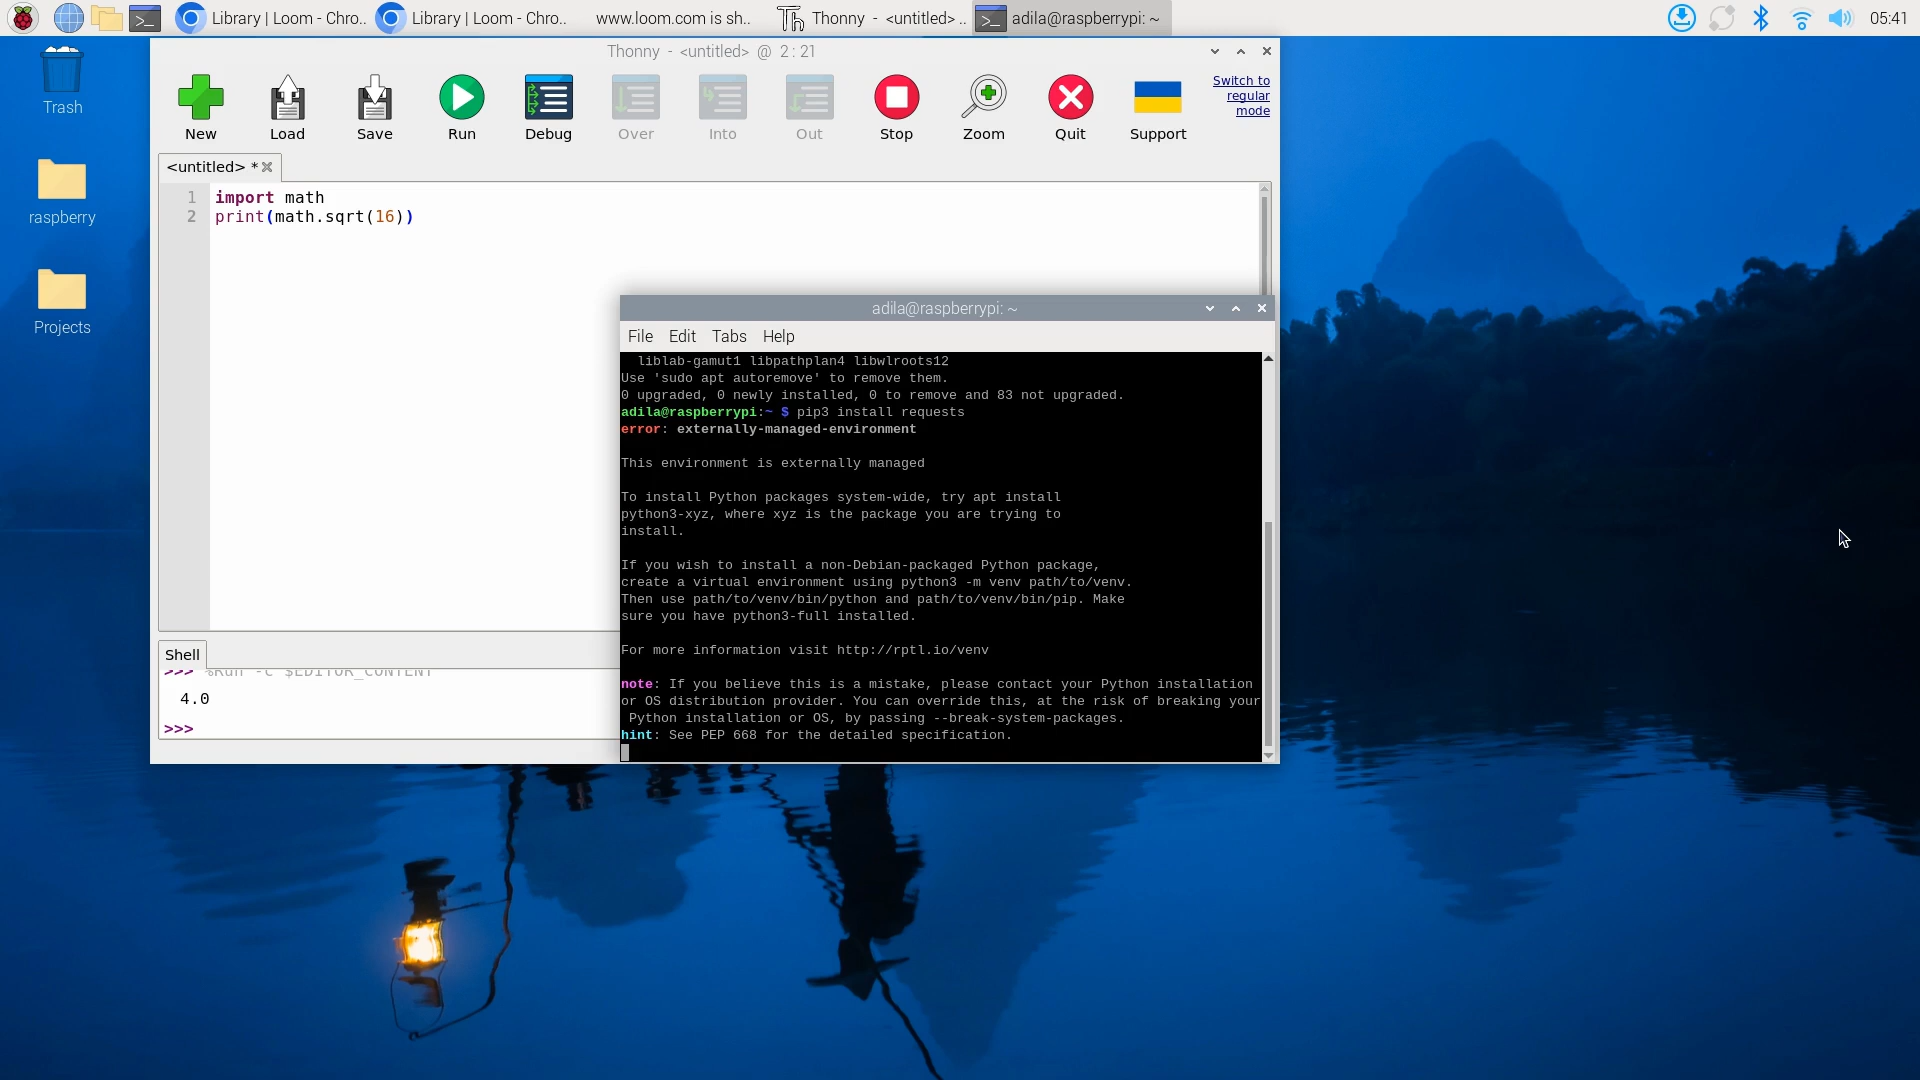 Library | Loom - Chro..
Library | Loom - Chro..
www.loom.com is sh..
Thonny - <untitled> ..
adila@raspberrypi: ~
05:41
Trash
raspberry
Projects
Thonny - <untitled> @ 2 : 21
New
Load
Save
Run
Debug
Over
Into
Out
Stop
Zoom
Quit
Support
Switch to
regular
mode
<untitled> *
1 import math
2 print(math.sqrt(16))
Shell
>>> %Run -c $EDITOR_CONTENT
4.0
>>>
adila@raspberrypi: ~
File Edit Tabs Help
liblab-gamut1 libpathplan4 libwlroots12
Use 'sudo apt autoremove' to remove them.
0 upgraded, 0 newly installed, 0 to remove and 83 not upgraded.
adila@raspberrypi:~ $ pip3 install requests
error: externally-managed-environment
This environment is externally managed
To install Python packages system-wide, try apt install
python3-xyz, where xyz is the package you are trying to
install.
If you wish to install a non-Debian-packaged Python package,
create a virtual environment using python3 -m venv path/to/venv.
Then use path/to/venv/bin/python and path/to/venv/bin/pip. Make
sure you have python3-full installed.
For more information visit http://rptl.io/venv
note: If you believe this is a mistake, please contact your Python installation
or OS distribution provider. You can override this, at the risk of breaking your
Python installation or OS, by passing --break-system-packages.
hint: See PEP 668 for the detailed specification.